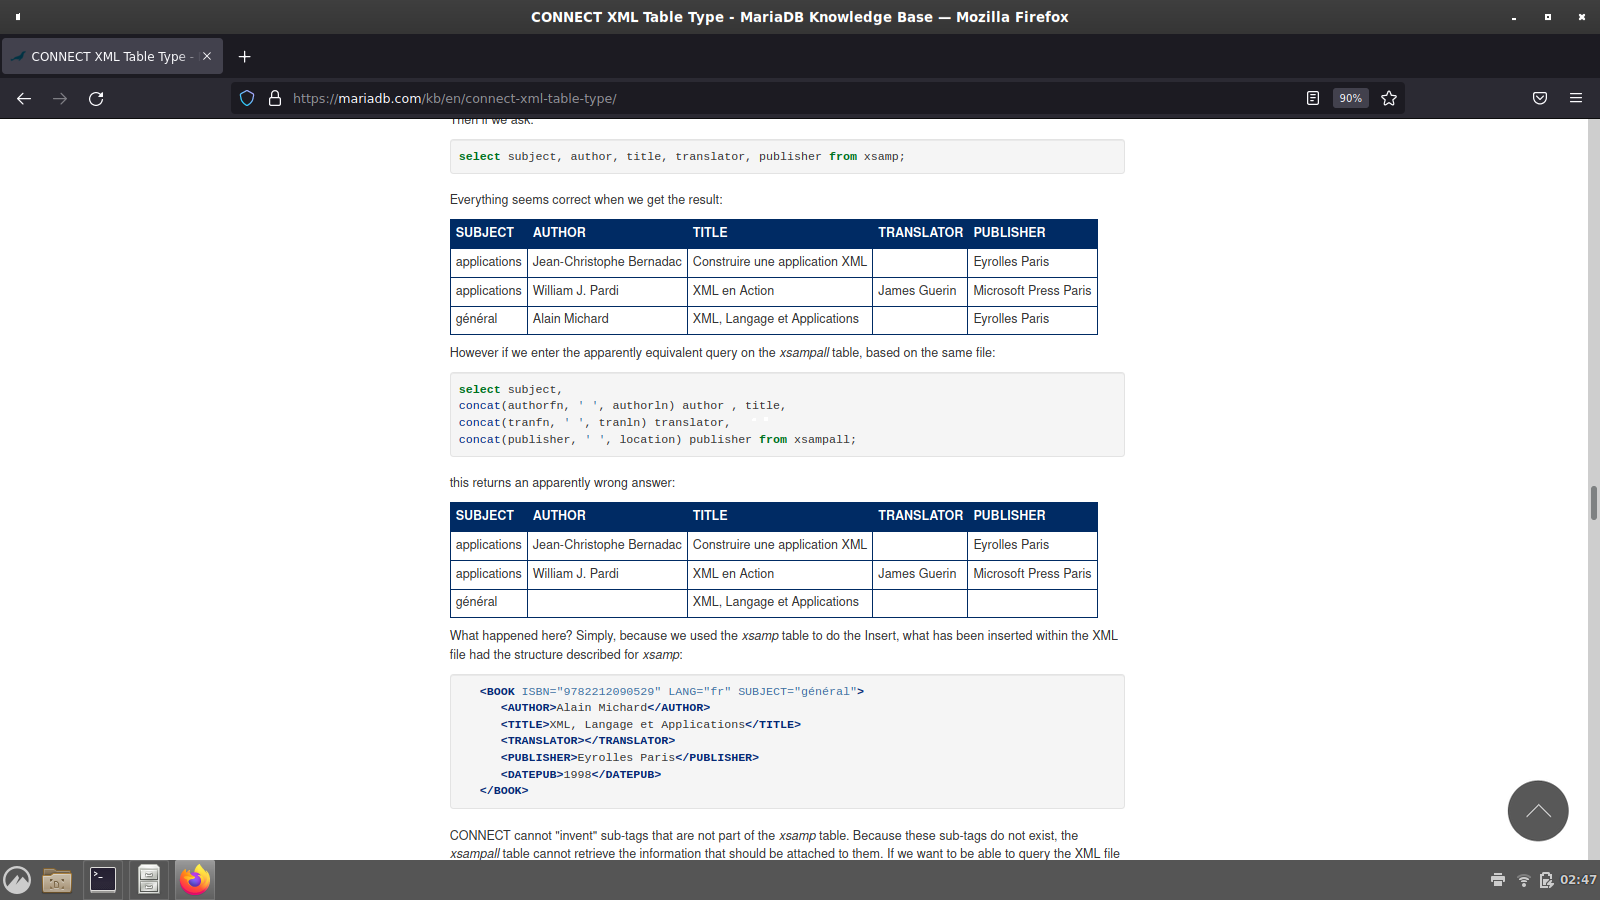 CONNECT XML Table Type - MariaDB Knowledge Base — Mozilla Firefox
CONNECT XML Table Type -
https://mariadb.com/kb/en/connect-xml-table-type/
90%
Then if we ask:
select subject, author, title, translator, publisher from xsamp;
Everything seems correct when we get the result:
SUBJECT AUTHOR TITLE TRANSLATOR PUBLISHER
applications Jean-Christophe Bernadac Construire une application XML Eyrolles Paris
applications William J. Pardi XML en Action James Guerin Microsoft Press Paris
général Alain Michard XML, Langage et Applications Eyrolles Paris
However if we enter the apparently equivalent query on the xsampall table, based on the same file:
select subject,
concat(authorfn, ' ', authorln) author , title,
concat(tranfn, ' ', tranln) translator,
concat(publisher, ' ', location) publisher from xsampall;
this returns an apparently wrong answer:
SUBJECT AUTHOR TITLE TRANSLATOR PUBLISHER
applications Jean-Christophe Bernadac Construire une application XML Eyrolles Paris
applications William J. Pardi XML en Action James Guerin Microsoft Press Paris
général XML, Langage et Applications
What happened here? Simply, because we used the xsamp table to do the Insert, what has been inserted within the XML
file had the structure described for xsamp:
<BOOK ISBN="9782212090529" LANG="fr" SUBJECT="général">
<AUTHOR>Alain Michard</AUTHOR>
<TITLE>XML, Langage et Applications</TITLE>
<TRANSLATOR></TRANSLATOR>
<PUBLISHER>Eyrolles Paris</PUBLISHER>
<DATEPUB>1998</DATEPUB>
</BOOK>
CONNECT cannot "invent" sub-tags that are not part of the xsamp table. Because these sub-tags do not exist, the
xsampall table cannot retrieve the information that should be attached to them. If we want to be able to query the XML file
02:47